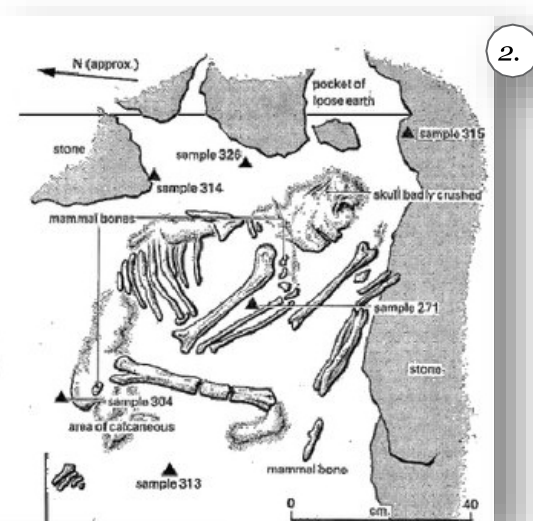 2.
N (approx.)
pocket of
loose earth
sample 315
stone
sample 326
sample 314
skull badly crushed
mammal bones
sample 271
stone
sample 304
area of calcaneous
mammal bone
sample 313
0
cm.
40